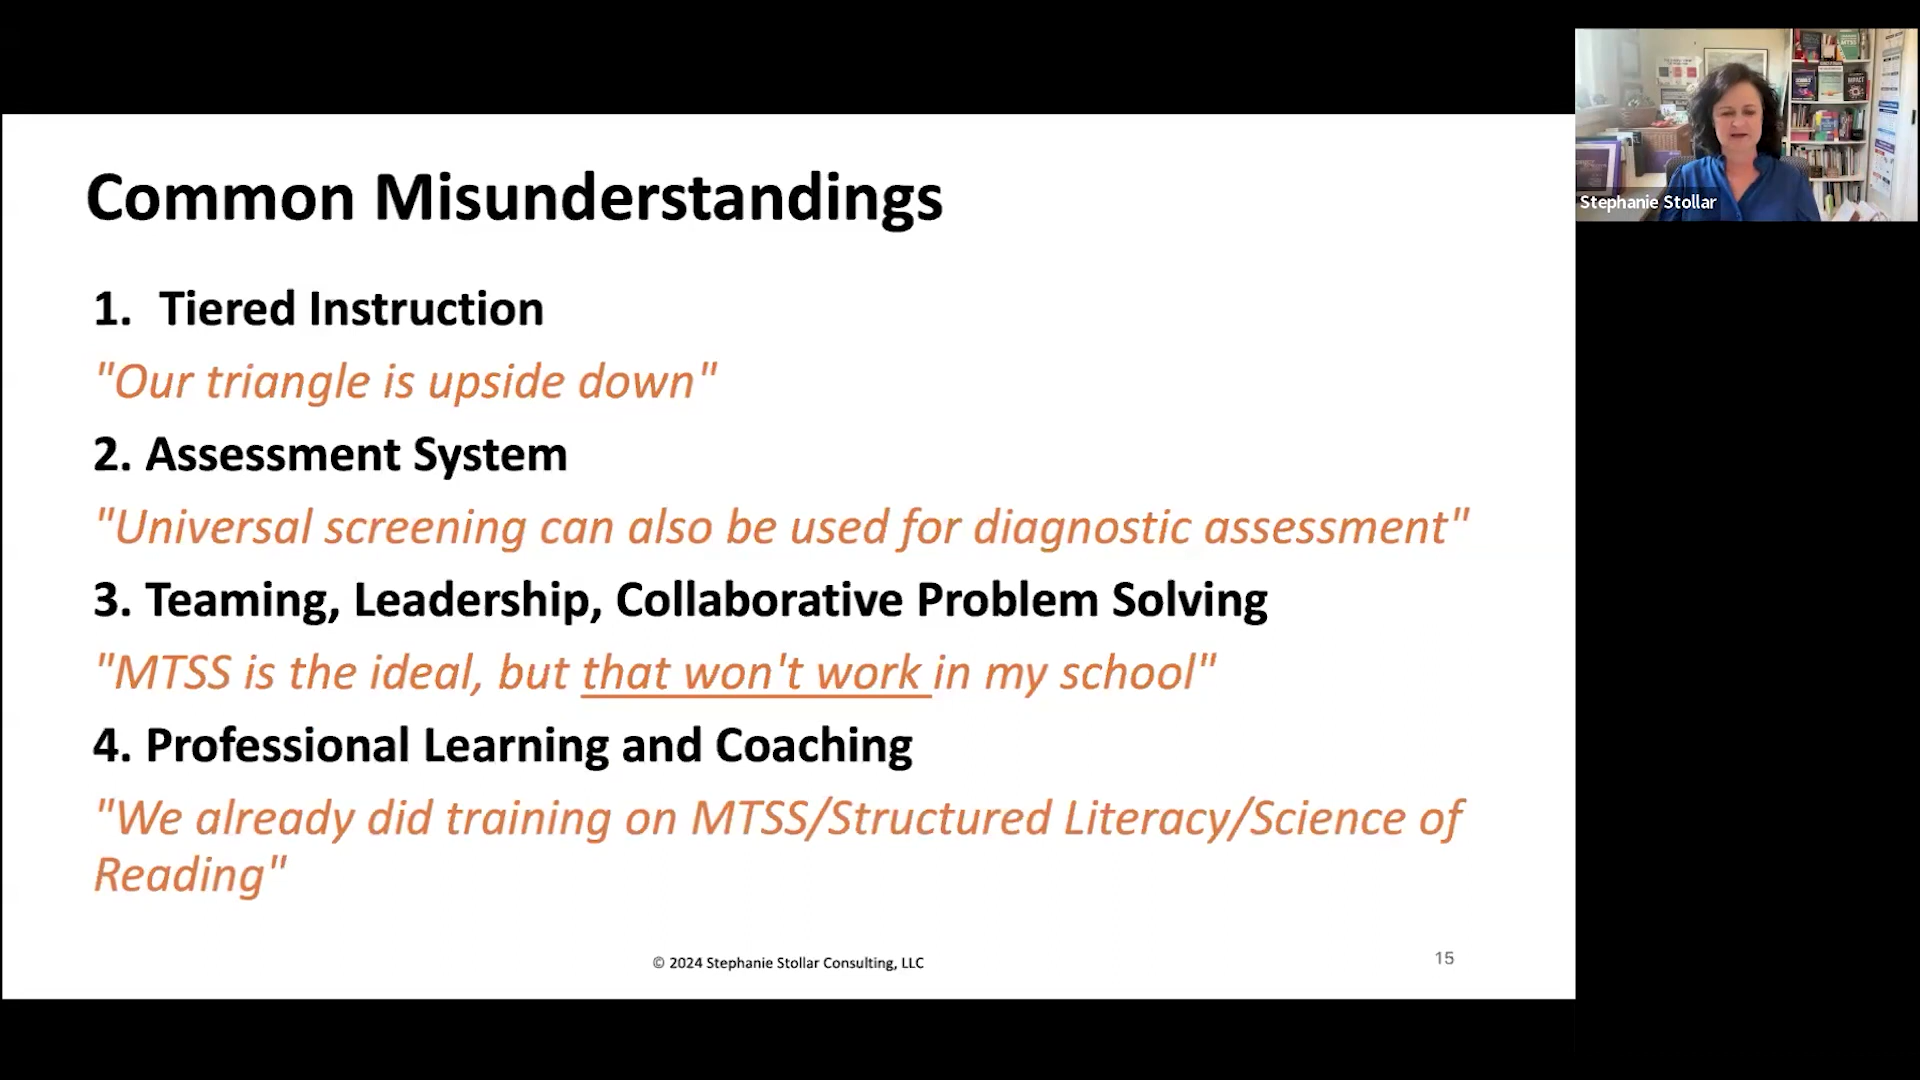 Common Misunderstandings
1. Tiered Instruction
"Our triangle is upside down"
2. Assessment System
"Universal screening can also be used for diagnostic assessment"
3. Teaming, Leadership, Collaborative Problem Solving
"MTSS is the ideal, but that won't work in my school"
4. Professional Learning and Coaching
"We already did training on MTSS/Structured Literacy/Science of
Reading"
© 2024 Stephanie Stollar Consulting, LLC
15
Stephanie Stollar